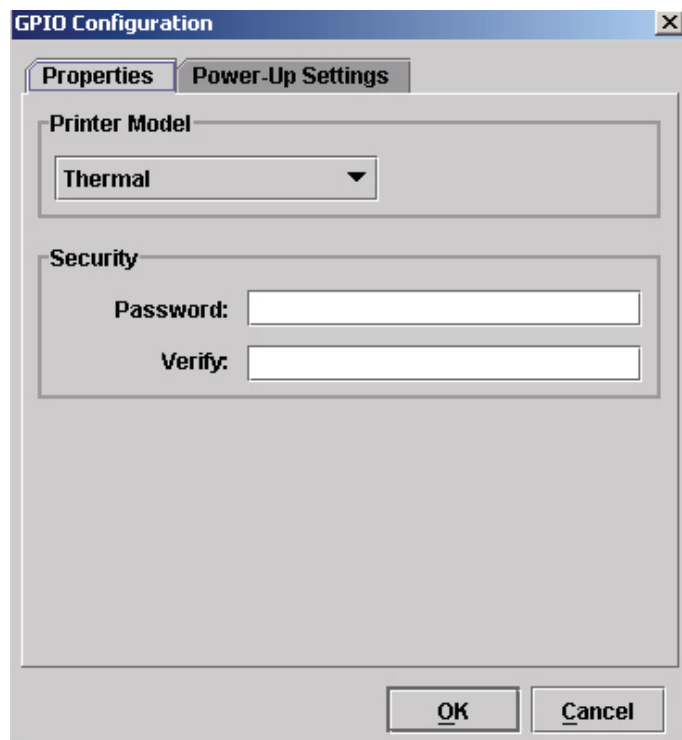 GPIO Configuration
Properties Power-Up Settings
Printer Model
Thermal
Security
Password:
Verify:
OK Cancel